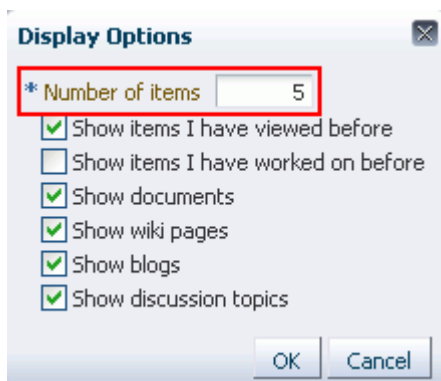 Display Options
* Number of items 5
Show items I have viewed before
Show items I have worked on before
Show documents
Show wiki pages
Show blogs
Show discussion topics
OK Cancel